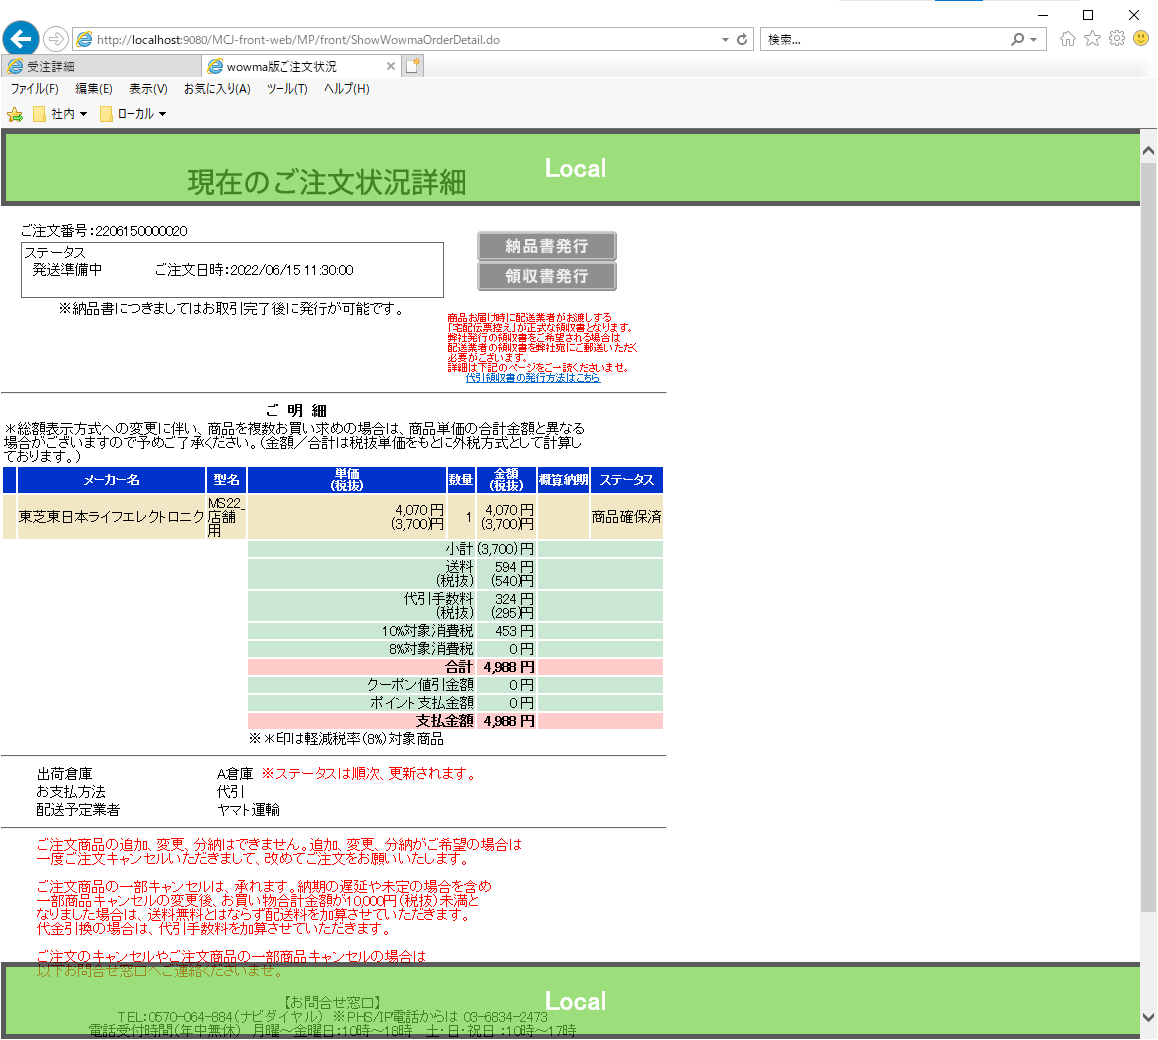 http://localhost:9080/MCJ-front-web/MP/front/ShowWowmaOrderDetail.do
検索...
受注詳細
wowma版ご注文状況
ファイル(F) 編集(E) 表示(V) お気に入り(A) ツール(T) ヘルプ(H)
社内 ローカル
Local
現在のご注文状況詳細
ご注文番号：2206150000020
ステータス
発送準備中 ご注文日時：2022/06/15 11:30:00
納品書発行
領収書発行
※納品書につきましてはお取引完了後に発行が可能です。
商品お届け時に配送業者がお渡しする
「宅配伝票控え」が正式な領収書となります。
弊社発行の領収書をご希望される場合は
配送業者の領収書を弊社宛にご郵送いただく
必要がございます。
詳細は下記のページをご一読くださいませ。
代引領収書の発行方法はこちら
ご 明 細
＊総額表示方式への変更に伴い、商品を複数お買い求めの場合は、商品単価の合計金額と異なる
場合がございますので予めご了承ください。（金額／合計は税抜単価をもとに外税方式として計算し
ております。）
メーカー名 型名 単価 数量 金額 概算納期 ステータス
(税抜) (税抜)
東芝東日本ライフエレクトロニク MS22_店舗用 4,070 円 1 4,070 円 商品確保済
(3,700)円 (3,700)円
小計 (3,700) 円
送料 594 円
(税抜) (540)円
代引手数料 324 円
(税抜) (295)円
10%対象消費税 453 円
8%対象消費税 0 円
合計 4,988 円
クーポン値引金額 0 円
ポイント支払金額 0 円
支払金額 4,988 円
※＊印は軽減税率(8%)対象商品
出荷倉庫 A倉庫 ※ステータスは順次、更新されます。
お支払方法 代引
配送予定業者 ヤマト運輸
ご注文商品の追加、変更、分納はできません。追加、変更、分納がご希望の場合は
一度ご注文キャンセルいただきまして、改めてご注文をお願いいたします。
ご注文商品の一部キャンセルは、承れます。納期の遅延や未定の場合を含め
一部商品キャンセルの変更後、お買い物合計金額が10,000円（税抜）未満と
なりました場合は、送料無料とはならず配送料を加算させていただきます。
代金引換の場合は、代引手数料を加算させていただきます。
ご注文のキャンセルやご注文商品の一部商品キャンセルの場合は
以下お問合せ窓口へご連絡くださいませ。
Local
【お問合せ窓口】
TEL:0570-064-884(ナビダイヤル) ※PHS/IP電話からは 03-6834-2473
電話受付時間(年中無休) 月曜～金曜日：10時～18時 土・日・祝日：10時～17時